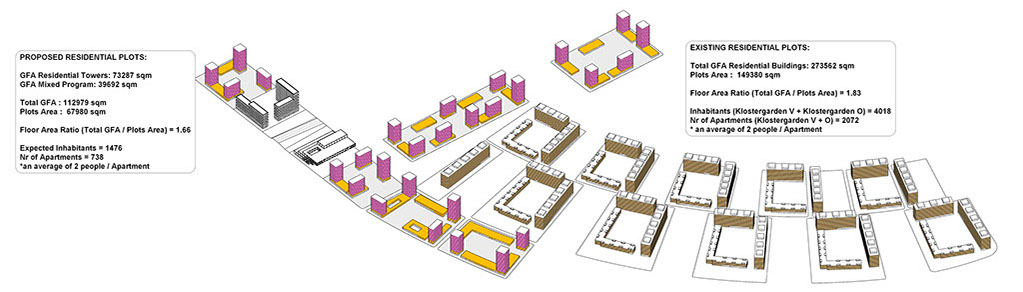 PROPOSED RESIDENTIAL PLOTS:
GFA Residential Towers: 73287 sqm
GFA Mixed Program: 39692 sqm
Total GFA : 112979 sqm
Plots Area : 67980 sqm
Floor Area Ratio (Total GFA / Plots Area) = 1.66
Expected Inhabitants = 1476
Nr of Apartments = 738
*an average of 2 people / Apartment
EXISTING RESIDENTIAL PLOTS:
Total GFA Residential Buildings: 273562 sqm
Plots Area : 149380 sqm
Floor Area Ratio (Total GFA / Plots Area) = 1.83
Inhabitants (Klostergarden V + Klostergarden O) = 4018
Nr of Apartments (Klostergarden V + O) = 2072
* an average of 2 people / Apartment